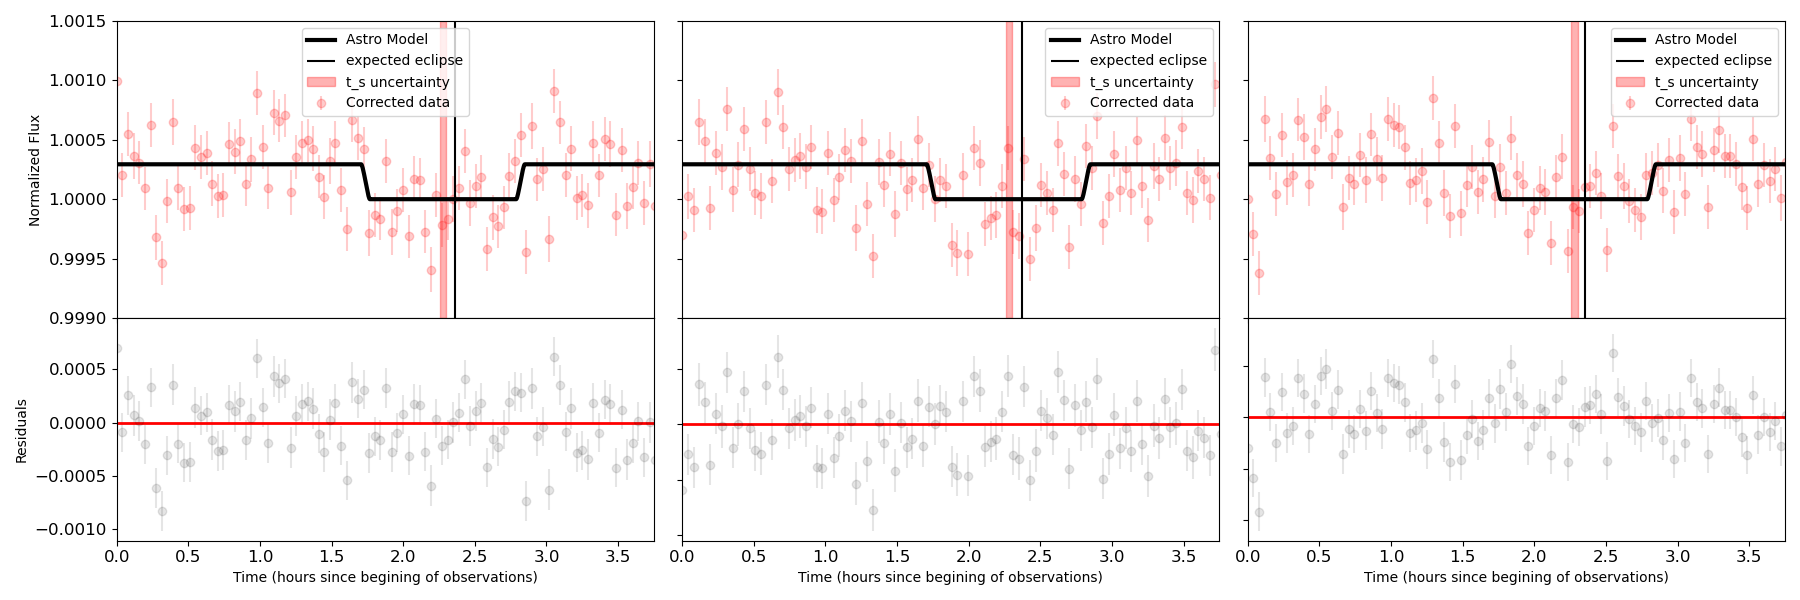 1.0015
1.0010
1.0005
1.0000
0.9995
0.9990
Normalized Flux
Astro Model
expected eclipse
t_s uncertainty
Corrected data
Astro Model
expected eclipse
t_s uncertainty
Corrected data
Astro Model
expected eclipse
t_s uncertainty
Corrected data
0.0005
0.0000
−0.0005
−0.0010
Residuals
0.0 0.5 1.0 1.5 2.0 2.5 3.0 3.5
Time (hours since begining of observations)
0.0 0.5 1.0 1.5 2.0 2.5 3.0 3.5
Time (hours since begining of observations)
0.0 0.5 1.0 1.5 2.0 2.5 3.0 3.5
Time (hours since begining of observations)